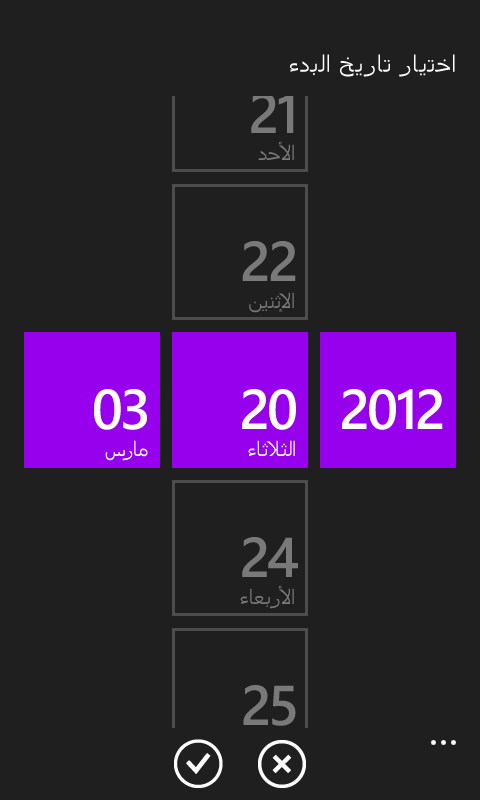 اختيار تاريخ البدء
21
الأحد
22
الإثنين
2012
20
الثلاثاء
03
مارس
24
الأربعاء
25